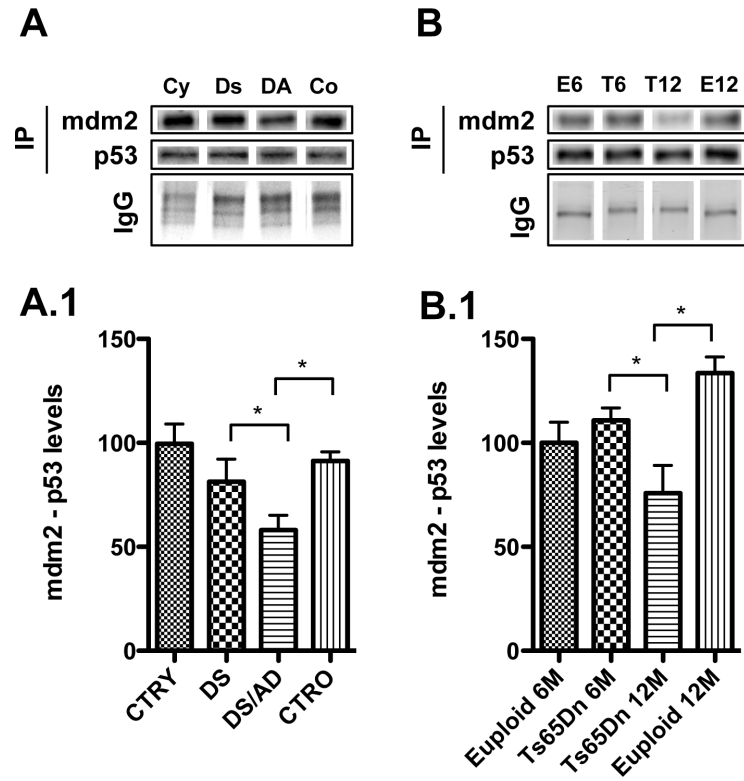 A
Cy Ds DA Co
IP
mdm2
p53
IgG
A.1
mdm2 - p53 levels
150
100
50
0
*
*
CTRY
DS
DS/AD
CTRO
B
E6 T6 T12 E12
IP
mdm2
p53
IgG
B.1
mdm2 - p53 levels
150
100
50
0
*
*
Euploid 6M
Ts65Dn 6M
Ts65Dn 12M
Euploid 12M